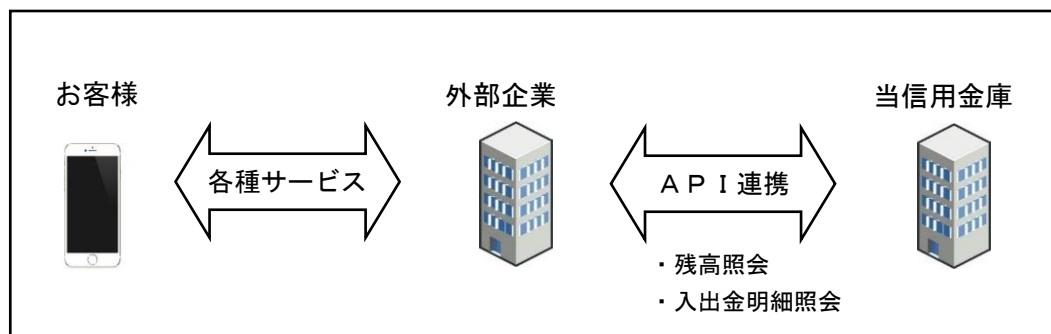 お客様
外部企業
当信用金庫
各種サービス
ＡＰＩ連携
・残高照会
・入出金明細照会